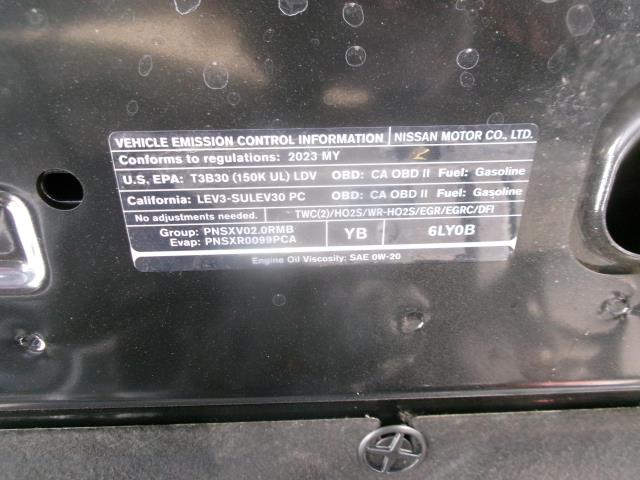 VEHICLE EMISSION CONTROL INFORMATION NISSAN MOTOR CO., LTD.
Conforms to regulations: 2023 MY
U.S. EPA: T3B30 (150K UL) LDV OBD: CA OBD II Fuel: Gasoline
California: LEV3-SULEV30 PC OBD: CA OBD II Fuel: Gasoline
No adjustments needed. TWC(2)/HO2S/WR-HO2S/EGR/EGRC/DFI
Group: PNSXV02.0RMB
Evap: PNSXR0099PCA
YB
6LY0B
Engine Oil Viscosity: SAE 0W-20